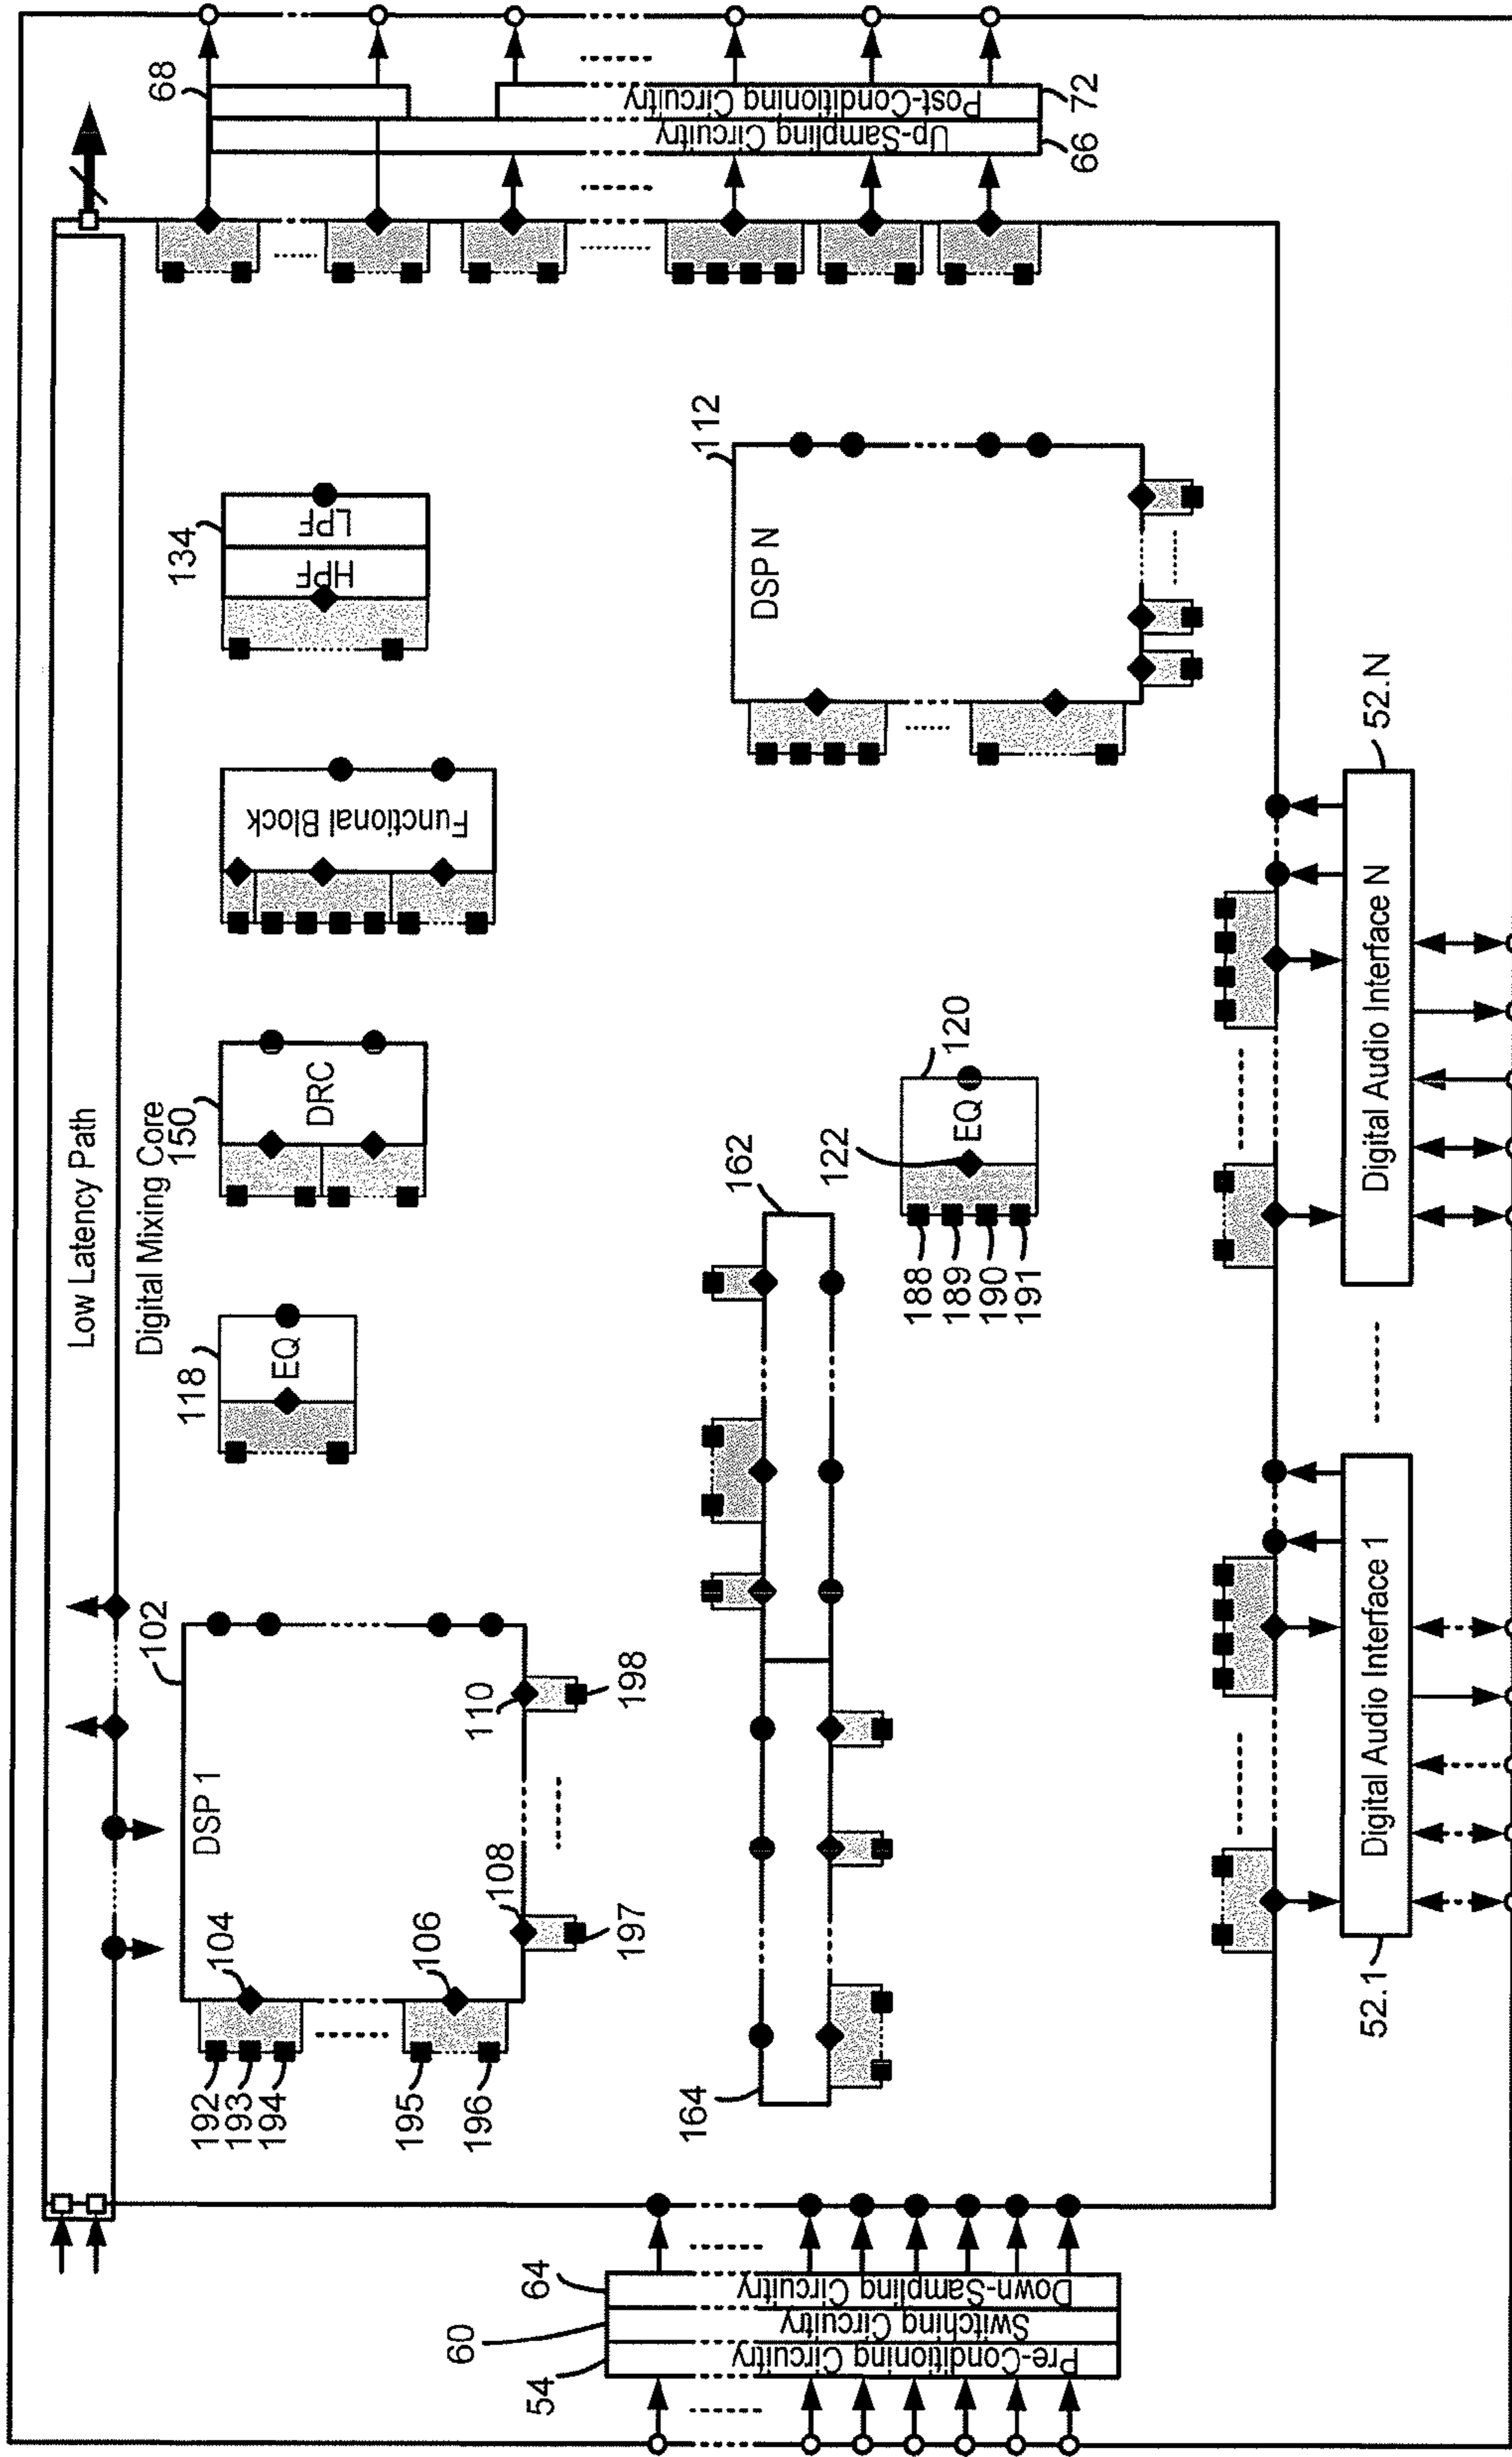 Low Latency Path
Digital Mixing Core
68
Up-Sampling Circuitry
Post-Conditioning Circuitry
66
72
102
DSP 1
104
106
108
110
192
193
194
195
196
197
198
118
EQ
150
DRC
Functional Block
134
HPF
LPF
112
DSP N
164
162
120
122
EQ
188
189
190
191
54
60
64
Pre-Conditioning Circuitry
Switching Circuitry
Down-Sampling Circuitry
52.1
Digital Audio Interface 1
Digital Audio Interface N
52.N